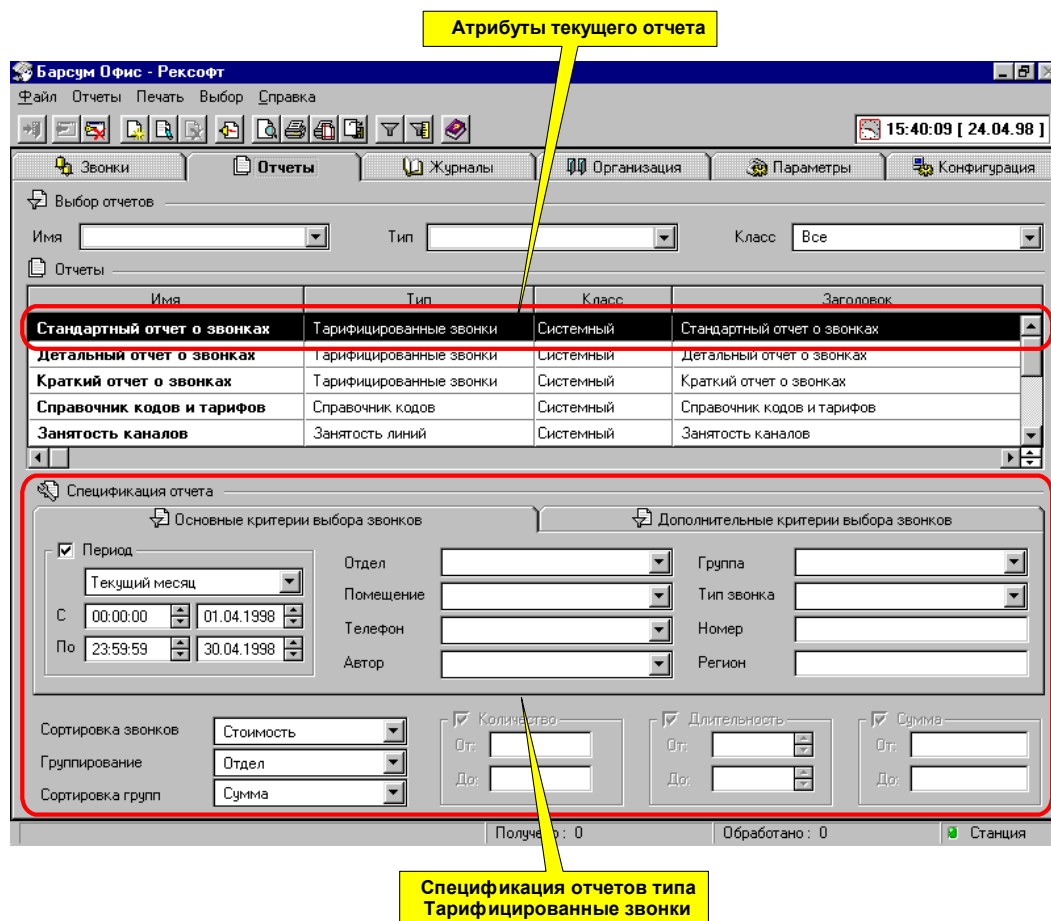 Атрибуты текущего отчета
Барсум Офис - Рексофт
Файл Отчеты Печать Выбор Справка
15:40:09 [ 24.04.98 ]
Звонки Отчеты Журналы Организация Параметры Конфигурация
Выбор отчетов
Имя Тип Класс Все
Отчеты
Имя Тип Класс Заголовок
Стандартный отчет о звонках Тарифицированные звонки Системный Стандартный отчет о звонках
Детальный отчет о звонках Тарифицированные звонки Системный Детальный отчет о звонках
Краткий отчет о звонках Тарифицированные звонки Системный Краткий отчет о звонках
Справочник кодов и тарифов Справочник кодов Системный Справочник кодов и тарифов
Занятость каналов Занятость линий Системный Занятость каналов
Спецификация отчета
Основные критерии выбора звонков Дополнительные критерии выбора звонков
Период
Текущий месяц
С 00:00:00 01.04.1998
По 23:59:59 30.04.1998
Отдел
Помещение
Телефон
Автор
Группа
Тип звонка
Номер
Регион
Сортировка звонков Стоимость
Группирование Отдел
Сортировка групп Сумма
Количество
От:
До:
Длительность
От:
До:
Сумма
От:
До:
Получено : 0 Обработано : 0 Станция
Спецификация отчетов типа
Тарифицированные звонки